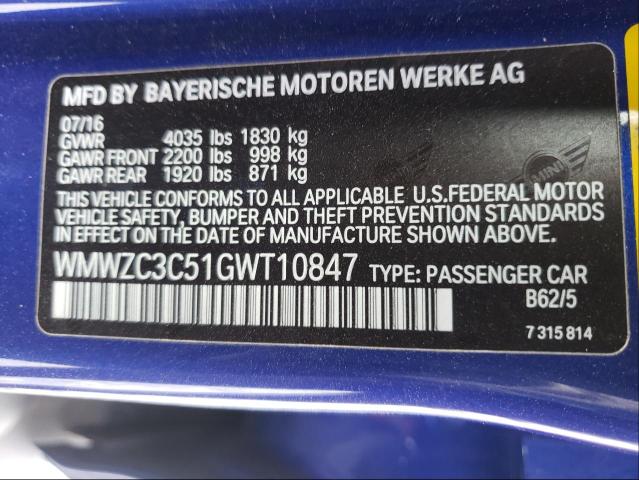 MFD BY BAYERISCHE MOTOREN WERKE AG
07/16
GVWR 4035 lbs 1830 kg
GAWR FRONT 2200 lbs 998 kg
GAWR REAR 1920 lbs 871 kg
MINI
THIS VEHICLE CONFORMS TO ALL APPLICABLE U.S.FEDERAL MOTOR
VEHICLE SAFETY, BUMPER AND THEFT PREVENTION STANDARDS
IN EFFECT ON THE DATE OF MANUFACTURE SHOWN ABOVE.
WMWZC3C51GWT10847 TYPE: PASSENGER CAR
B62/5
7 315 814